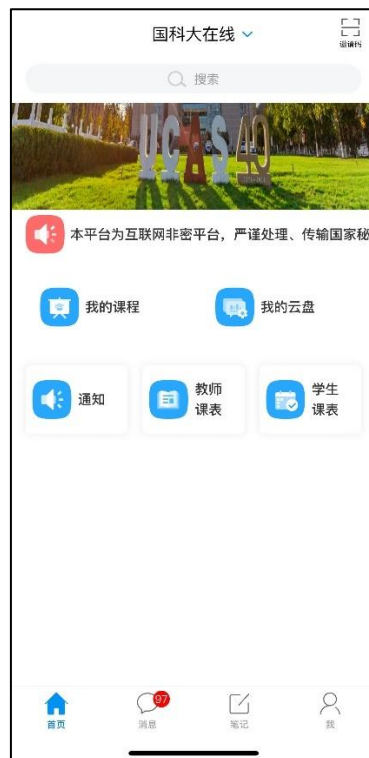 国科大在线
邀请码
搜索
UCAS 40
本平台为互联网非密平台，严谨处理、传输国家秘
我的课程
我的云盘
通知
教师
课表
学生
课表
97
首页
消息
笔记
我